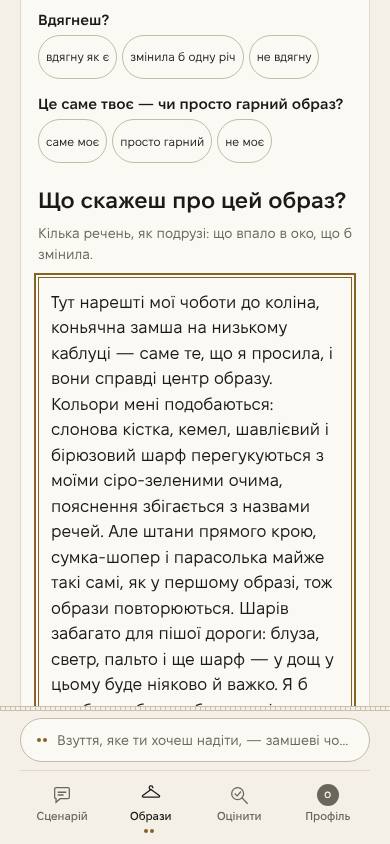 Вдягнеш?
вдягну як є
змінила б одну річ
не вдягну
Це саме твоє — чи просто гарний образ?
саме моє
просто гарний
не моє
Що скажеш про цей образ?
Кілька речень, як подрузі: що впало в око, що б
змінила.
Тут нарешті мої чоботи до коліна,
коньячна замша на низькому
каблуці — саме те, що я просила, і
вони справді центр образу.
Кольори мені подобаються:
слонова кістка, кемел, шавлієвий і
бірюзовий шарф перегукуються з
моїми сіро-зеленими очима,
пояснення збігається з назвами
речей. Але штани прямого крою,
сумка-шопер і парасолька майже
такі самі, як у першому образі, тож
образи повторюються. Шарів
забагато для пішої дороги: блуза,
светр, пальто і ще шарф — у дощ у
цьому буде ніяково й важко. Я б
Взуття, яке ти хочеш надіти, — замшеві чо...
Сценарій
Образи
Оцінити
О
Профіль